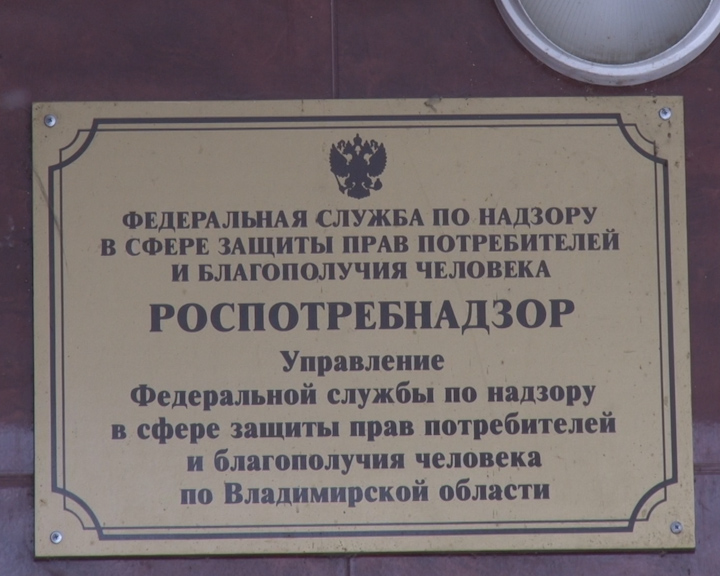 ФЕДЕРАЛЬНАЯ СЛУЖБА ПО НАДЗОРУ
В СФЕРЕ ЗАЩИТЫ ПРАВ ПОТРЕБИТЕЛЕЙ
И БЛАГОПОЛУЧИЯ ЧЕЛОВЕКА
РОСПОТРЕБНАДЗОР
Управление
Федеральной службы по надзору
в сфере защиты прав потребителей
и благополучия человека
по Владимирской области